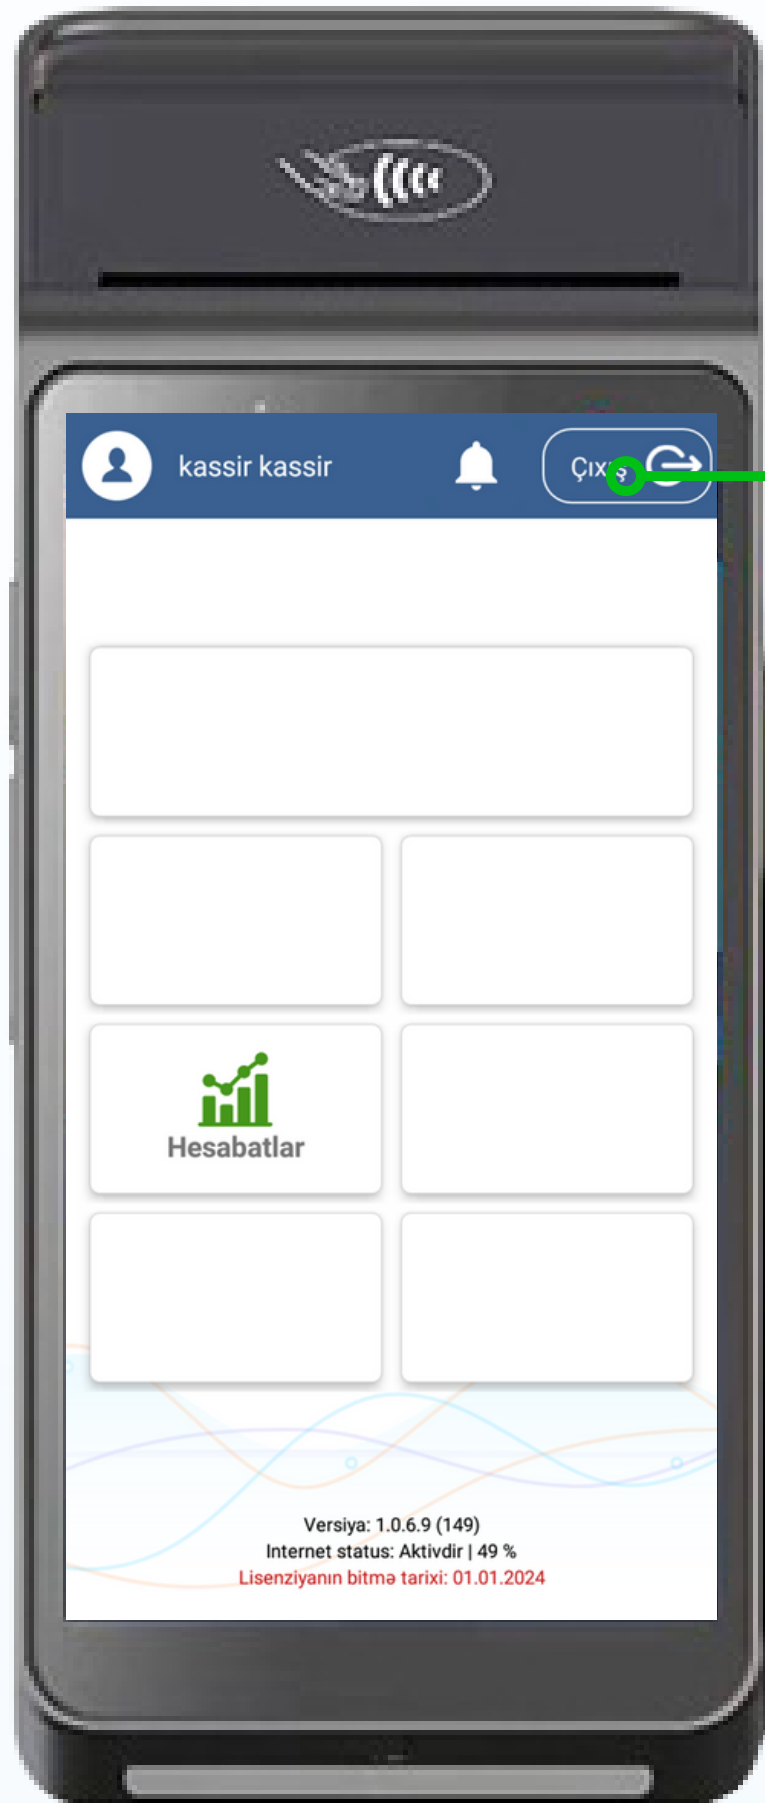 kassir kassir
Çıxış
Hesabatlar
Versiya: 1.0.6.9 (149)
Internet status: Aktivdir | 49 %
Lisenziyanın bitmə tarixi: 01.01.2024